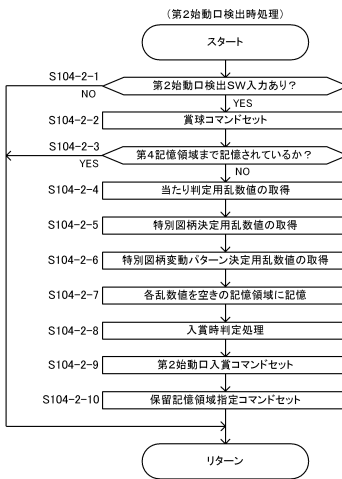 (第2始動口検出時処理)
スタート
S104-2-1
第2始動口検出SW入力あり?
NO
YES
S104-2-2
賞球コマンドセット
S104-2-3
第4記憶領域まで記憶されているか?
YES
NO
S104-2-4
当たり判定用乱数値の取得
S104-2-5
特別図柄決定用乱数値の取得
S104-2-6
特別図柄変動パターン決定用乱数値の取得
S104-2-7
各乱数値を空きの記憶領域に記憶
S104-2-8
入賞時判定処理
S104-2-9
第2始動口入賞コマンドセット
S104-2-10
保留記憶領域指定コマンドセット
リターン